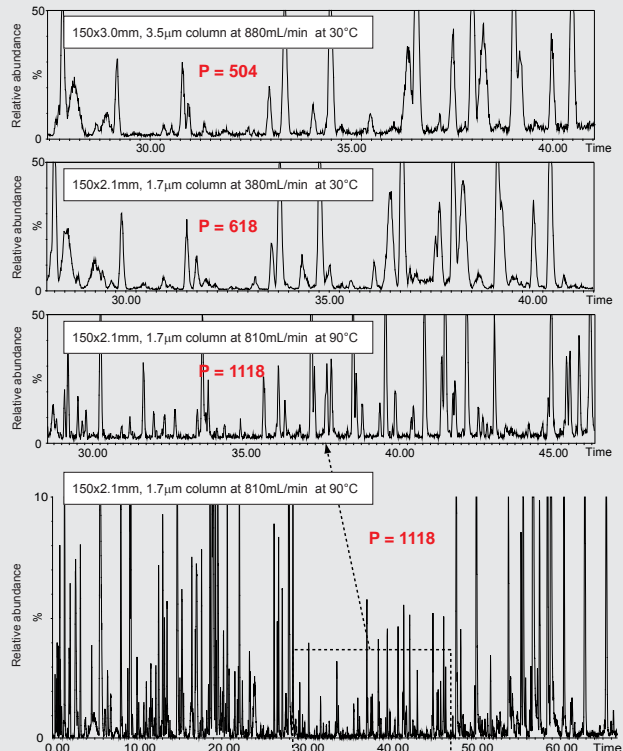 50
150x3.0mm, 3.5µm column at 880mL/min at 30°C
P = 504
Relative abundance
%
0
30.00 35.00 40.00 Time
50
150x2.1mm, 1.7µm column at 380mL/min at 30°C
P = 618
Relative abundance
%
0
30.00 35.00 40.00 Time
50
150x2.1mm, 1.7µm column at 810mL/min at 90°C
P = 1118
Relative abundance
%
0
30.00 35.00 40.00 45.00 Time
150x2.1mm, 1.7µm column at 810mL/min at 90°C
10
P = 1118
Relative abundance
%
0
0.00 10.00 20.00 30.00 40.00 50.00 60.00 Time